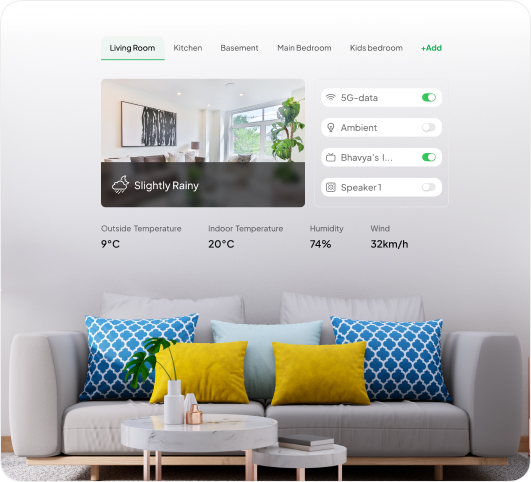 Living Room Kitchen Basement Main Bedroom Kids bedroom +Add
5G-data
Ambient
Bhavya's I...
Speaker 1
Slightly Rainy
Outside Temperature Indoor Temperature Humidity Wind
9°C 20°C 74% 32km/h